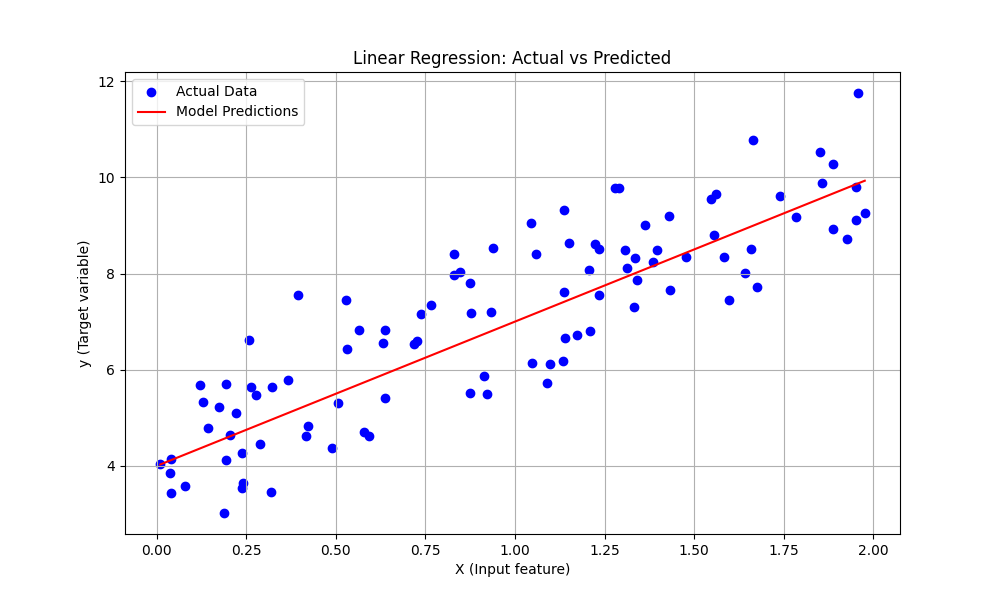 Linear Regression: Actual vs Predicted
Actual Data
Model Predictions
y (Target variable)
12
10
8
6
4
0.00 0.25 0.50 0.75 1.00 1.25 1.50 1.75 2.00
X (Input feature)